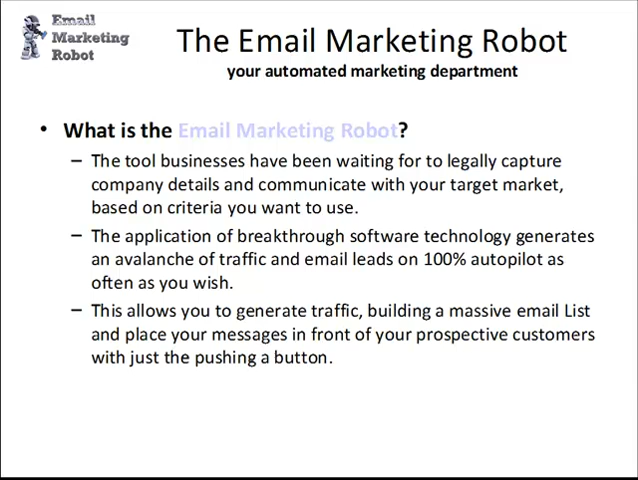 Email
Marketing
Robot
The Email Marketing Robot
your automated marketing department
• What is the Email Marketing Robot?
– The tool businesses have been waiting for to legally capture
company details and communicate with your target market,
based on criteria you want to use.
– The application of breakthrough software technology generates
an avalanche of traffic and email leads on 100% autopilot as
often as you wish.
– This allows you to generate traffic, building a massive email List
and place your messages in front of your prospective customers
with just the pushing a button.